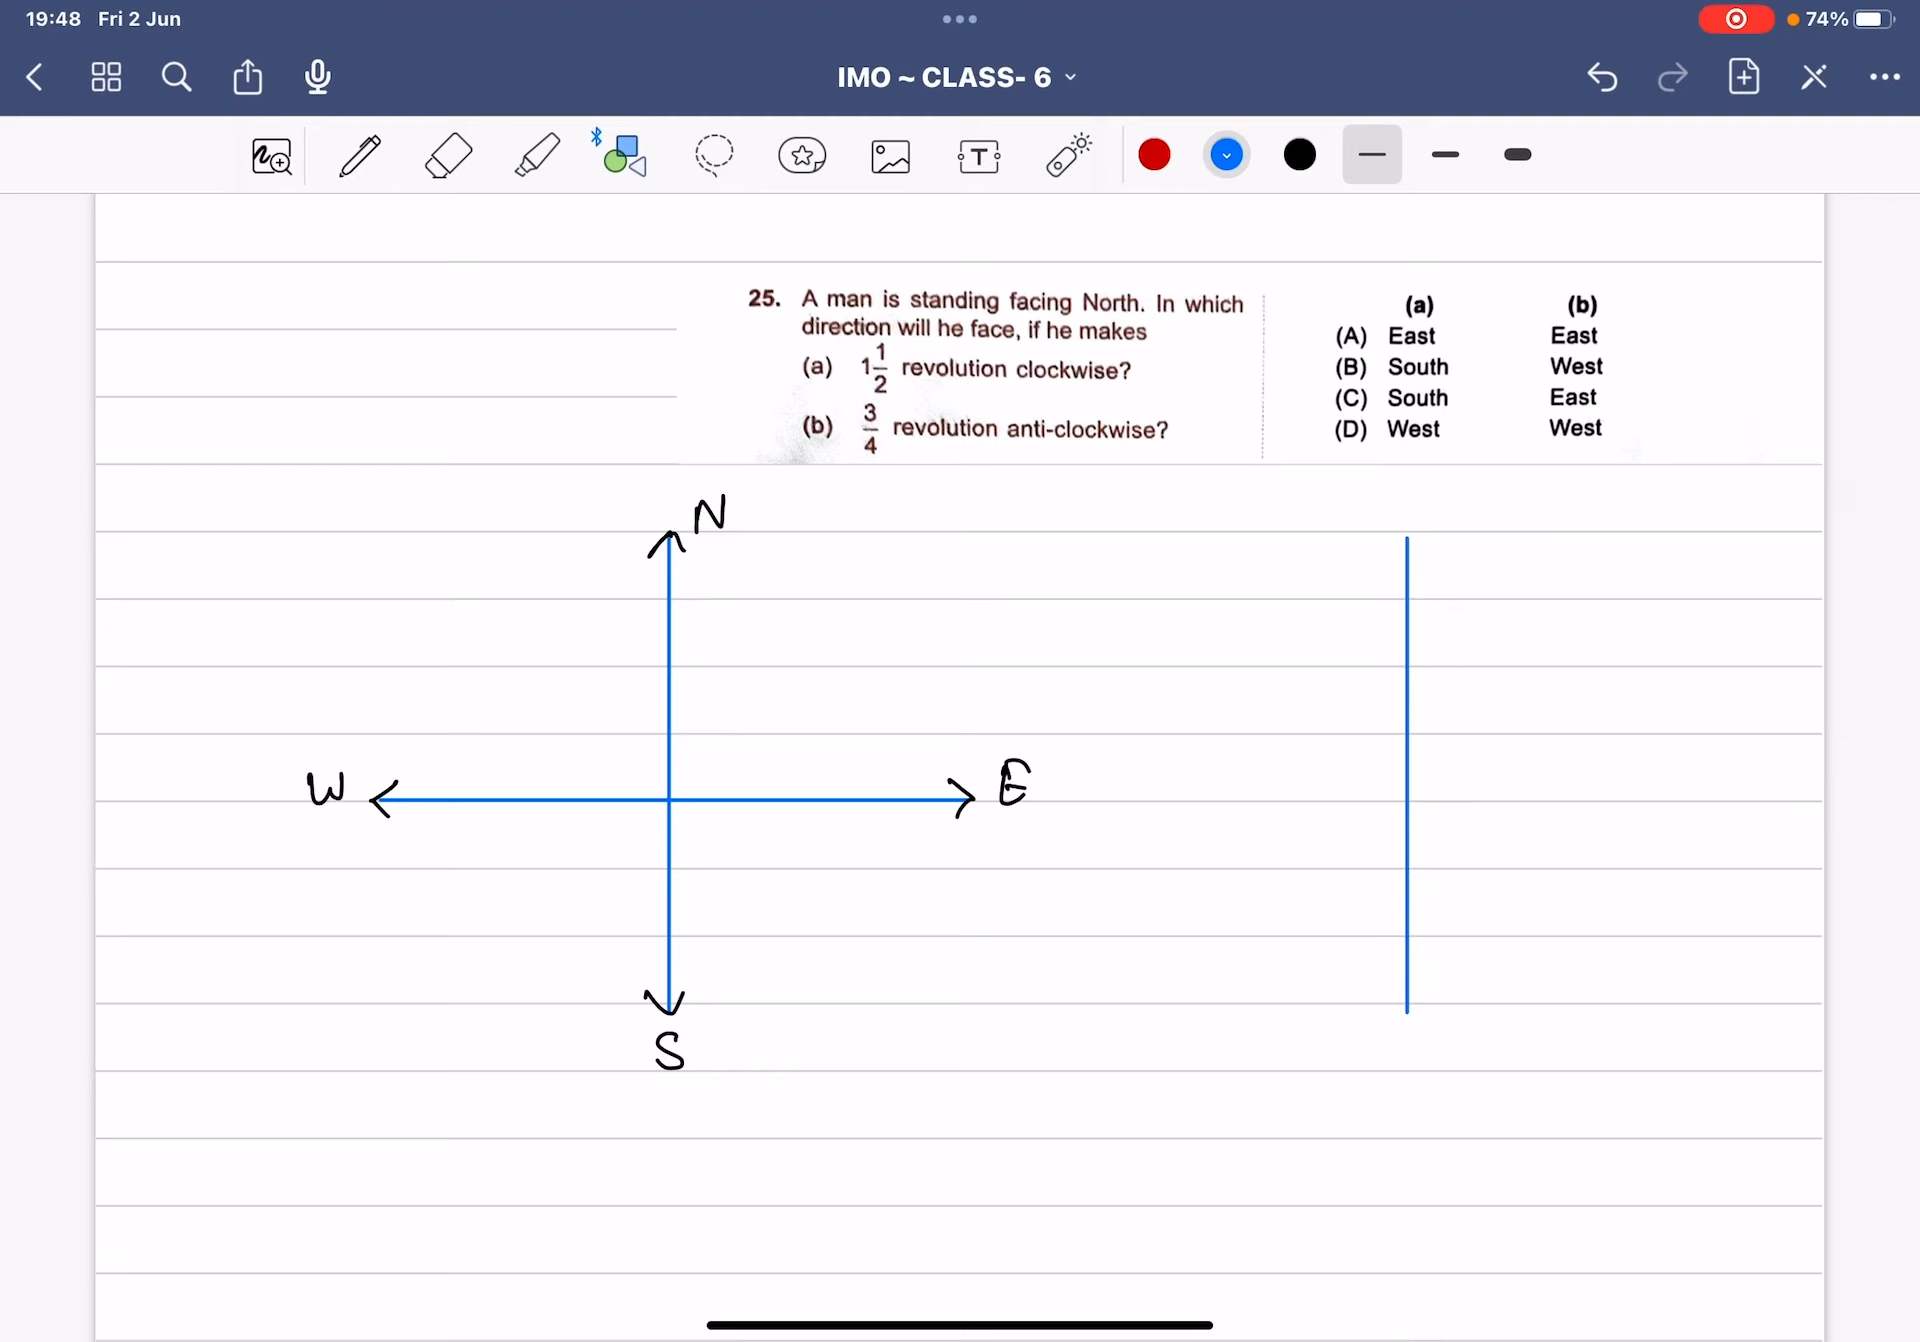 19:48 Fri 2 Jun
74%
IMO ~ CLASS- 6
T
25. A man is standing facing North. In which
direction will he face, if he makes
(a) 1 1/2 revolution clockwise?
(b) 3/4 revolution anti-clockwise?
(a) (b)
(A) East East
(B) South West
(C) South East
(D) West West
N
W
E
S